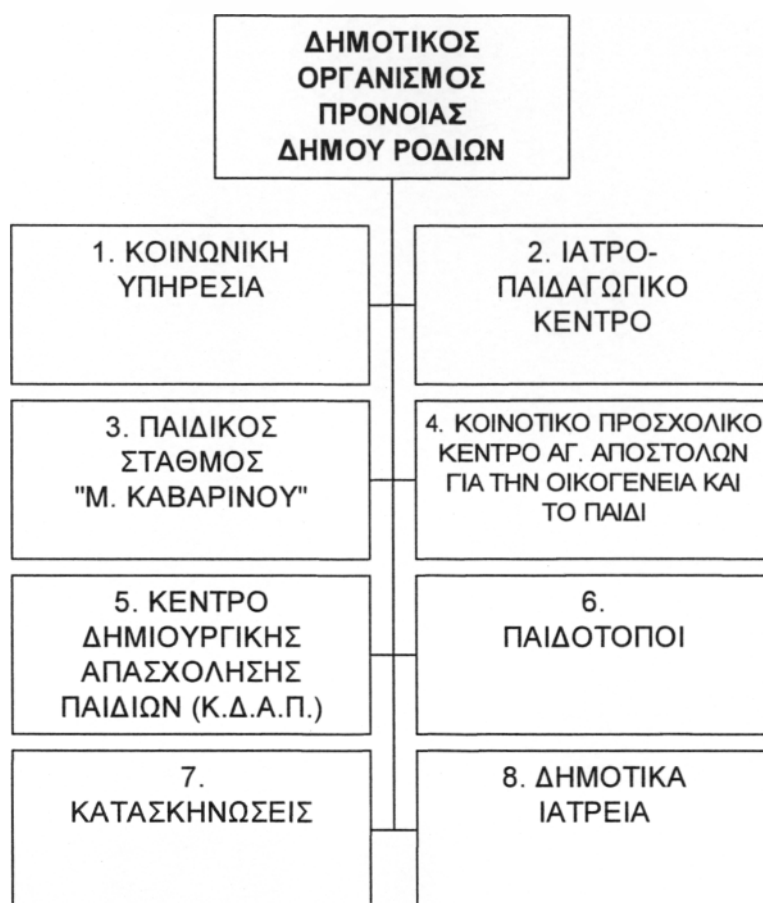 ΔΗΜΟΤΙΚΟΣ
ΟΡΓΑΝΙΣΜΟΣ
ΠΡΟΝΟΙΑΣ
ΔΗΜΟΥ ΡΟΔΙΩΝ
1. ΚΟΙΝΩΝΙΚΗ
ΥΠΗΡΕΣΙΑ
2. ΙΑΤΡΟ-
ΠΑΙΔΑΓΩΓΙΚΟ
ΚΕΝΤΡΟ
3. ΠΑΙΔΙΚΟΣ
ΣΤΑΘΜΟΣ
"Μ. ΚΑΒΑΡΙΝΟΥ"
4. ΚΟΙΝΟΤΙΚΟ ΠΡΟΣΧΟΛΙΚΟ
ΚΕΝΤΡΟ ΑΓ. ΑΠΟΣΤΟΛΩΝ
ΓΙΑ ΤΗΝ ΟΙΚΟΓΕΝΕΙΑ ΚΑΙ
ΤΟ ΠΑΙΔΙ
5. ΚΕΝΤΡΟ
ΔΗΜΙΟΥΡΓΙΚΗΣ
ΑΠΑΣΧΟΛΗΣΗΣ
ΠΑΙΔΙΩΝ (Κ.Δ.Α.Π.)
6.
ΠΑΙΔΟΤΟΠΟΙ
7.
ΚΑΤΑΣΚΗΝΩΣΕΙΣ
8. ΔΗΜΟΤΙΚΑ
ΙΑΤΡΕΙΑ